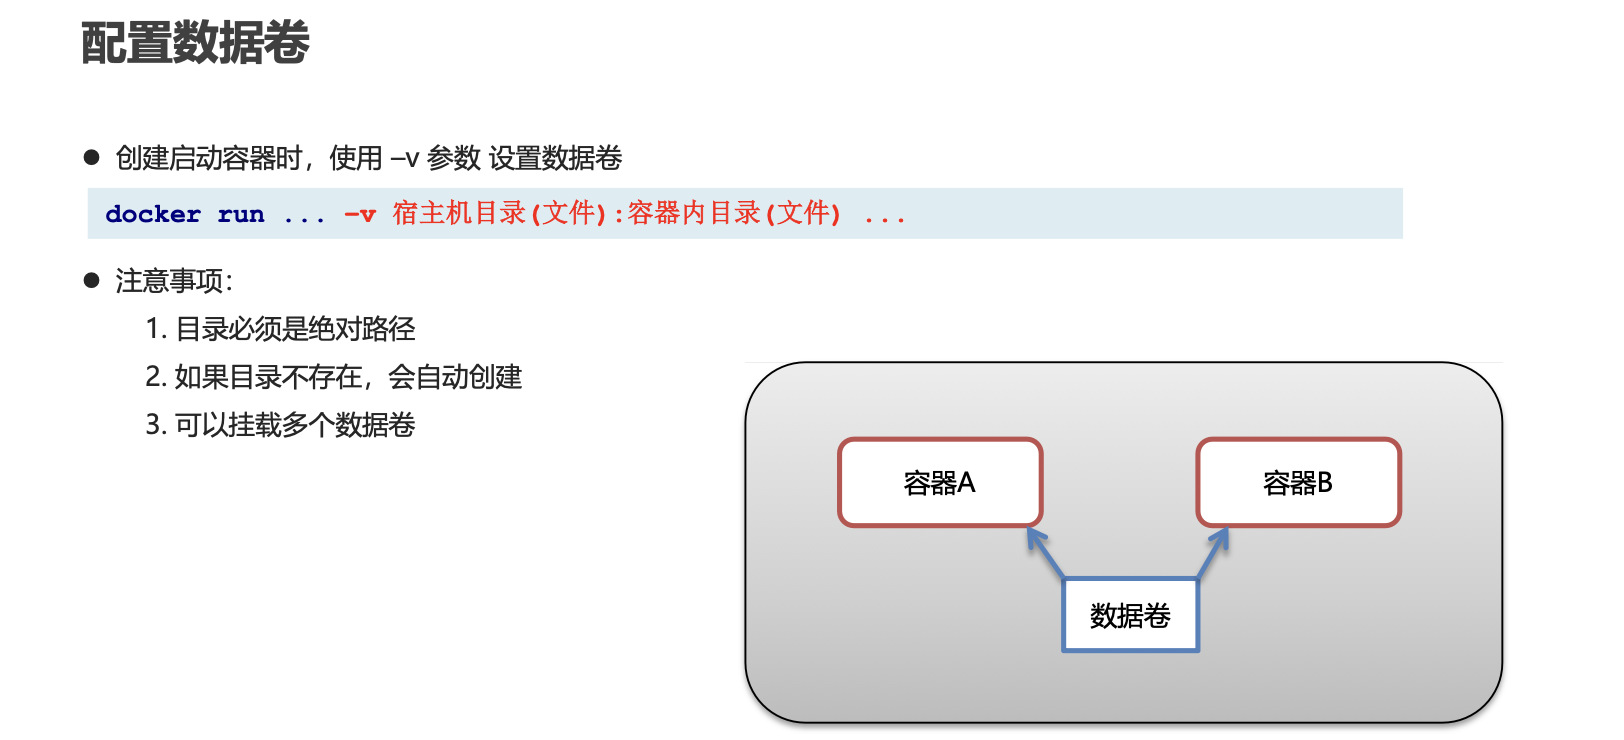 配置数据卷
● 创建启动容器时，使用 –v 参数 设置数据卷
docker run ... –v 宿主机目录(文件):容器内目录(文件) ...
● 注意事项：
1. 目录必须是绝对路径
2. 如果目录不存在，会自动创建
3. 可以挂载多个数据卷
容器A
容器B
数据卷